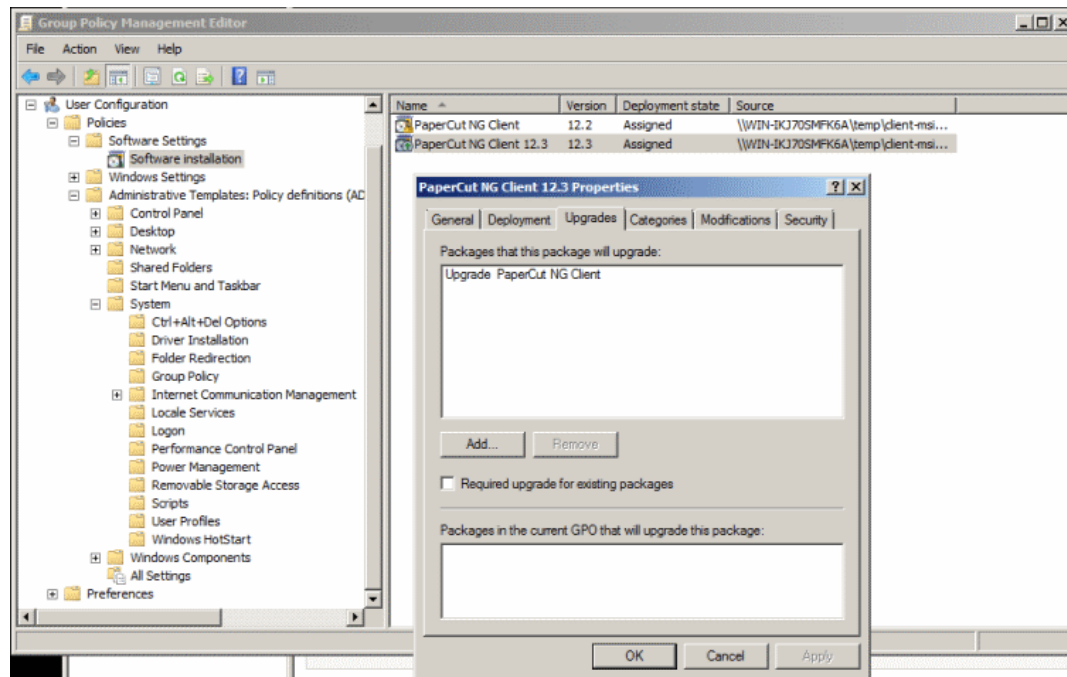 Group Policy Management Editor
File Action View Help
User Configuration
Policies
Software Settings
Software installation
Windows Settings
Administrative Templates: Policy definitions (AD
Control Panel
Desktop
Network
Shared Folders
Start Menu and Taskbar
System
Ctrl+Alt+Del Options
Driver Installation
Folder Redirection
Group Policy
Internet Communication Management
Locale Services
Logon
Performance Control Panel
Power Management
Removable Storage Access
Scripts
User Profiles
Windows HotStart
Windows Components
All Settings
Preferences
Name Version Deployment state Source
PaperCut NG Client 12.2 Assigned \\WIN-IKJ70SMFK6A\temp\client-msi...
PaperCut NG Client 12.3 12.3 Assigned \\WIN-IKJ70SMFK6A\temp\client-msi...
PaperCut NG Client 12.3 Properties
General Deployment Upgrades Categories Modifications Security
Packages that this package will upgrade:
Upgrade PaperCut NG Client
Add... Remove
Required upgrade for existing packages
Packages in the current GPO that will upgrade this package:
OK Cancel Apply